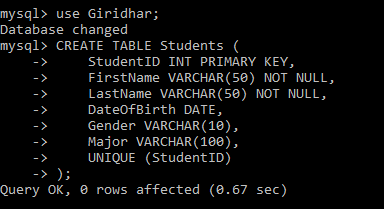 mysql> use Giridhar;
Database changed
mysql> CREATE TABLE Students (
    ->     StudentID INT PRIMARY KEY,
    ->     FirstName VARCHAR(50) NOT NULL,
    ->     LastName VARCHAR(50) NOT NULL,
    ->     DateOfBirth DATE,
    ->     Gender VARCHAR(10),
    ->     Major VARCHAR(100),
    ->     UNIQUE (StudentID)
    -> );
Query OK, 0 rows affected (0.67 sec)